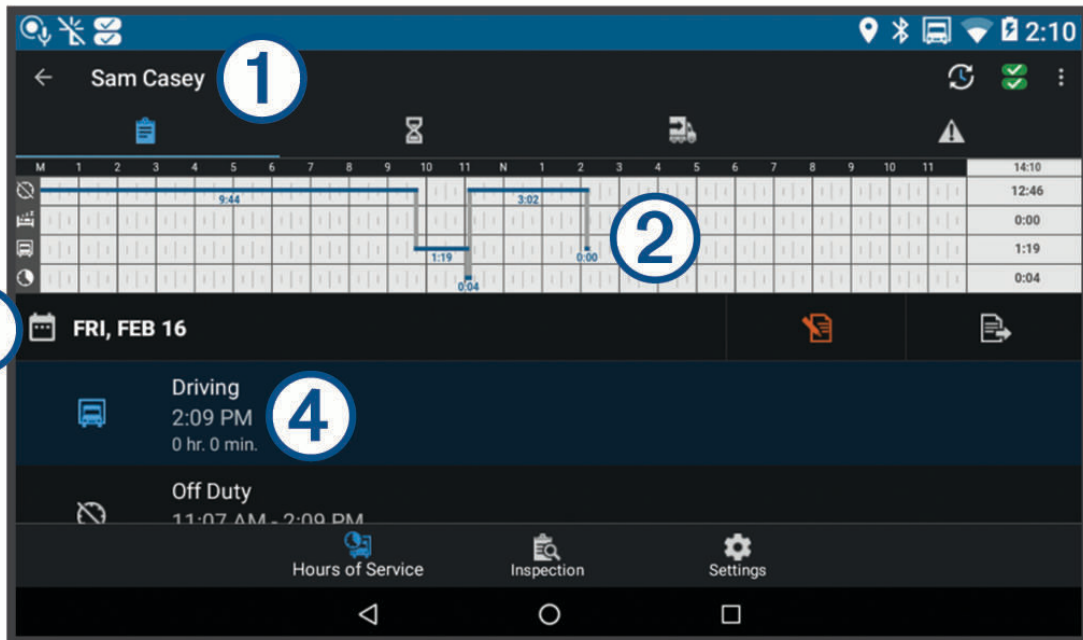 2:10
Sam Casey
1
M 1 2 3 4 5 6 7 8 9 10 11 N 1 2 3 4 5 6 7 8 9 10 11 14:10
9:44 3:02 12:46
0:00
2
1:19 0:00 1:19
0:04 0:04
FRI, FEB 16
Driving
2:09 PM
4
0 hr. 0 min.
Off Duty
11:07 AM - 2:09 PM
Hours of Service Inspection Settings